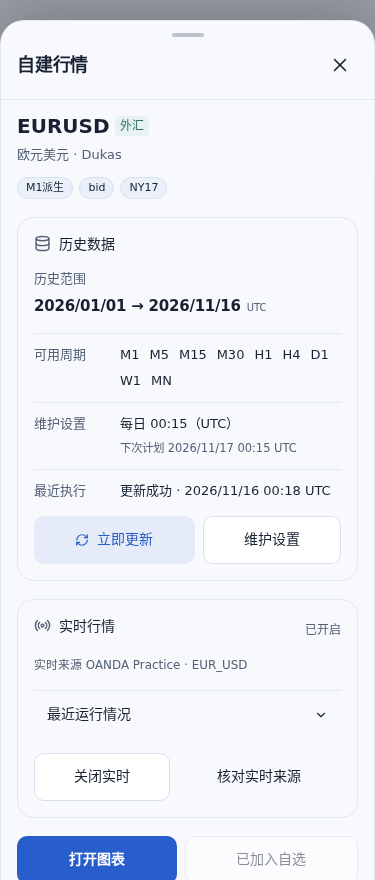 自建行情
EURUSD 外汇
欧元美元 · Dukas
M1派生 bid NY17
历史数据
历史范围
2026/01/01 → 2026/11/16 UTC
可用周期 M1 M5 M15 M30 H1 H4 D1
W1 MN
维护设置 每日 00:15（UTC）
下次计划 2026/11/17 00:15 UTC
最近执行 更新成功 · 2026/11/16 00:18 UTC
立即更新 维护设置
实时行情 已开启
实时来源 OANDA Practice · EUR_USD
最近运行情况
关闭实时 核对实时来源
打开图表 已加入自选